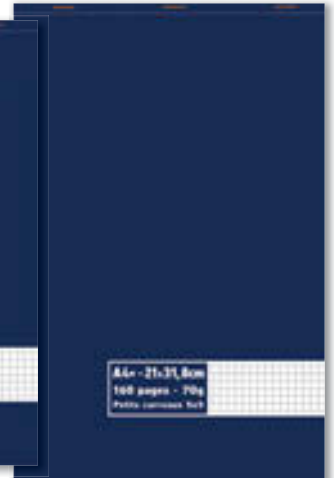 A4+ - 21x31,8cm
160 pages - 70g
Petits carreaux 5x5